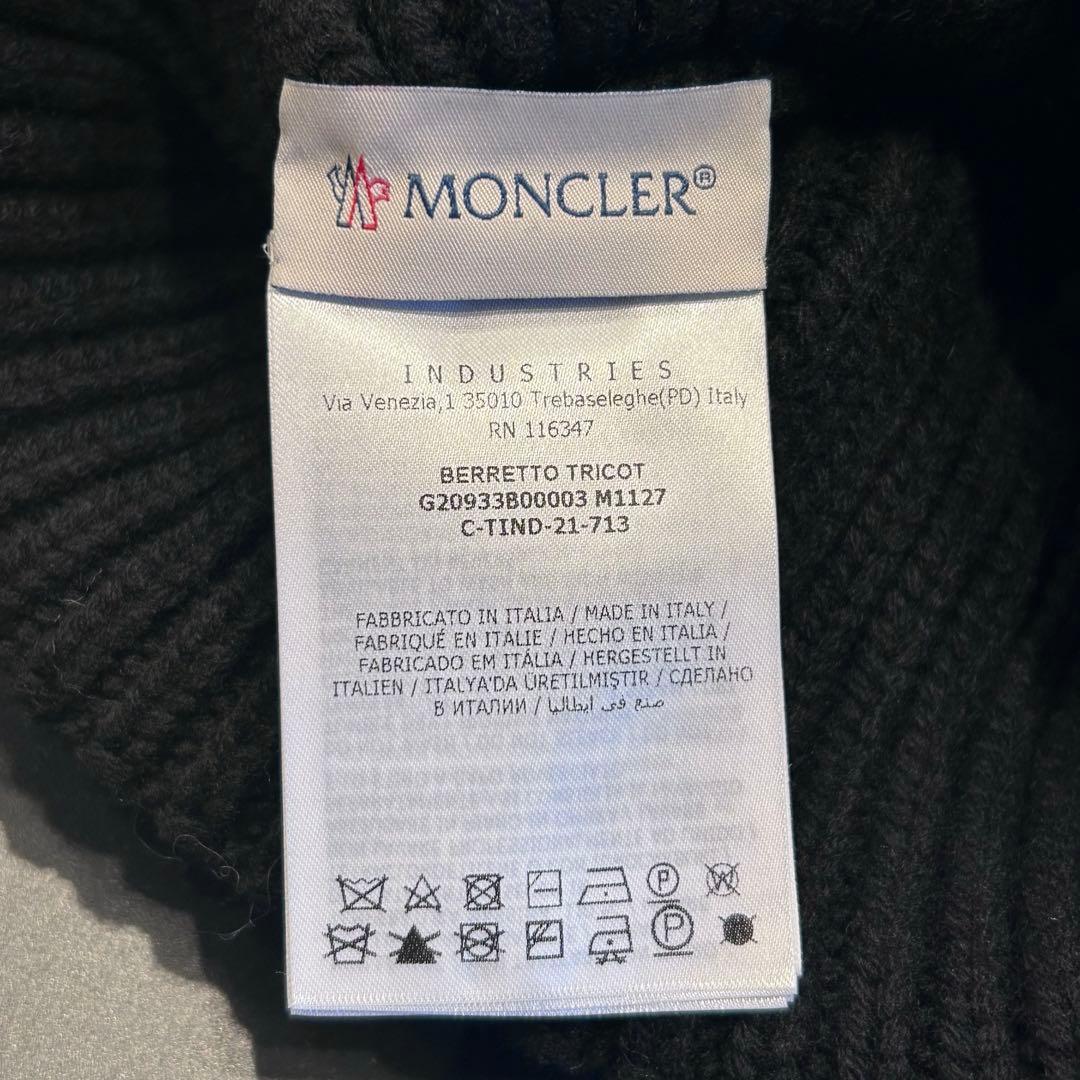 MONCLER®
INDUSTRIES
Via Venezia,1 35010 Trebaseleghe(PD) Italy
RN 116347
BERRETTO TRICOT
G20933B00003 M1127
C-TIND-21-713
FABBRICATO IN ITALIA / MADE IN ITALY /
FABRIQUÉ EN ITALIE / HECHO EN ITALIA /
FABRICADO EM ITÁLIA / HERGESTELLT IN
ITALIEN / ITALYA'DA ÜRETILMIŞTIR / СДЕЛАНО
В ИТАЛИИ / صنع في ايطاليا
P W
P